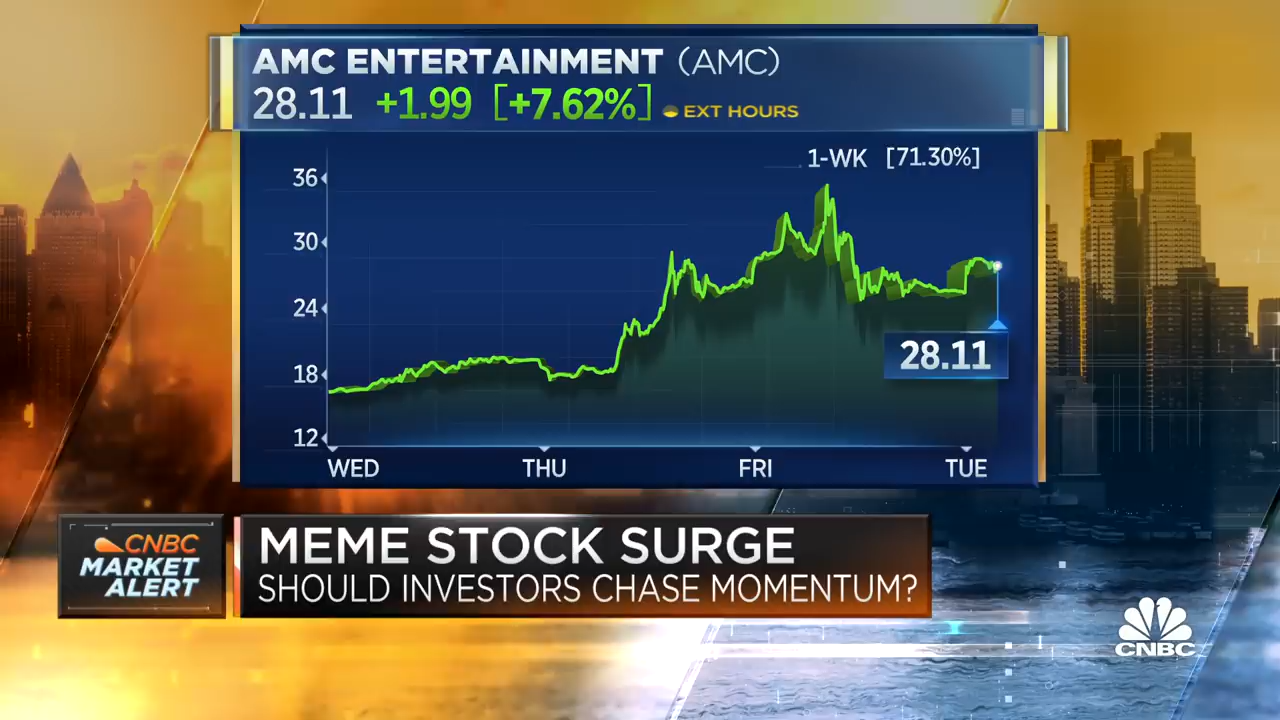 AMC ENTERTAINMENT (AMC)
28.11 +1.99 [+7.62%] EXT HOURS
1-WK [71.30%]
36
30
24
18
12
28.11
WED THU FRI TUE
CNBC
MARKET
ALERT
MEME STOCK SURGE
SHOULD INVESTORS CHASE MOMENTUM?
CNBC